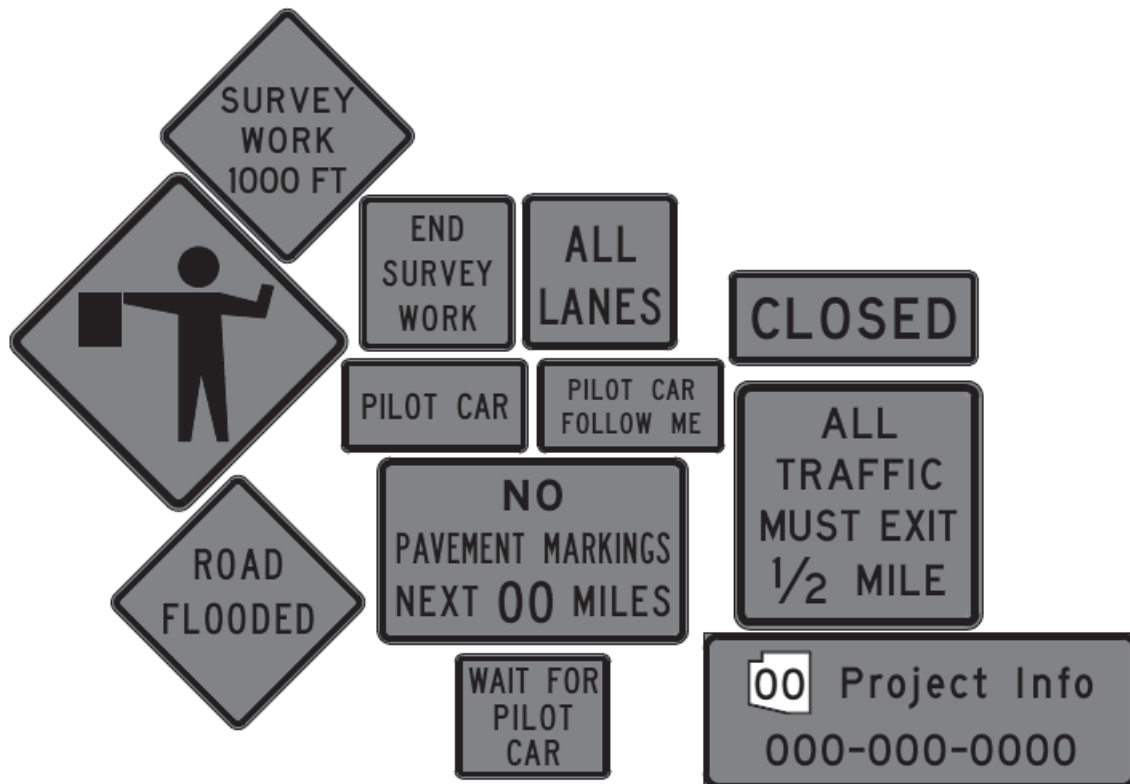 SURVEY
WORK
1000 FT
END
SURVEY
WORK
ALL
LANES
CLOSED
PILOT CAR
PILOT CAR
FOLLOW ME
ALL
TRAFFIC
MUST EXIT
1/2 MILE
NO
PAVEMENT MARKINGS
NEXT 00 MILES
ROAD
FLOODED
WAIT FOR
PILOT
CAR
00 Project Info
000-000-0000